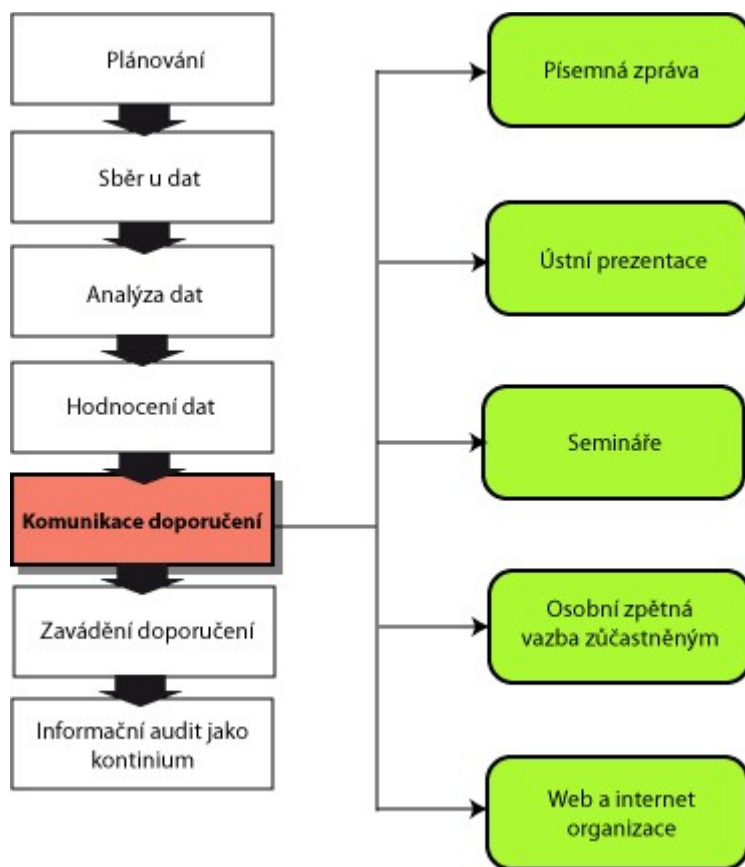 Plánování
Sběr u dat
Analýza dat
Hodnocení dat
Komunikace doporučení
Zavádění doporučení
Informační audit jako
kontinium
Písemná zpráva
Ústní prezentace
Semináře
Osobní zpětná
vazba zůčastněným
Web a internet
organizace